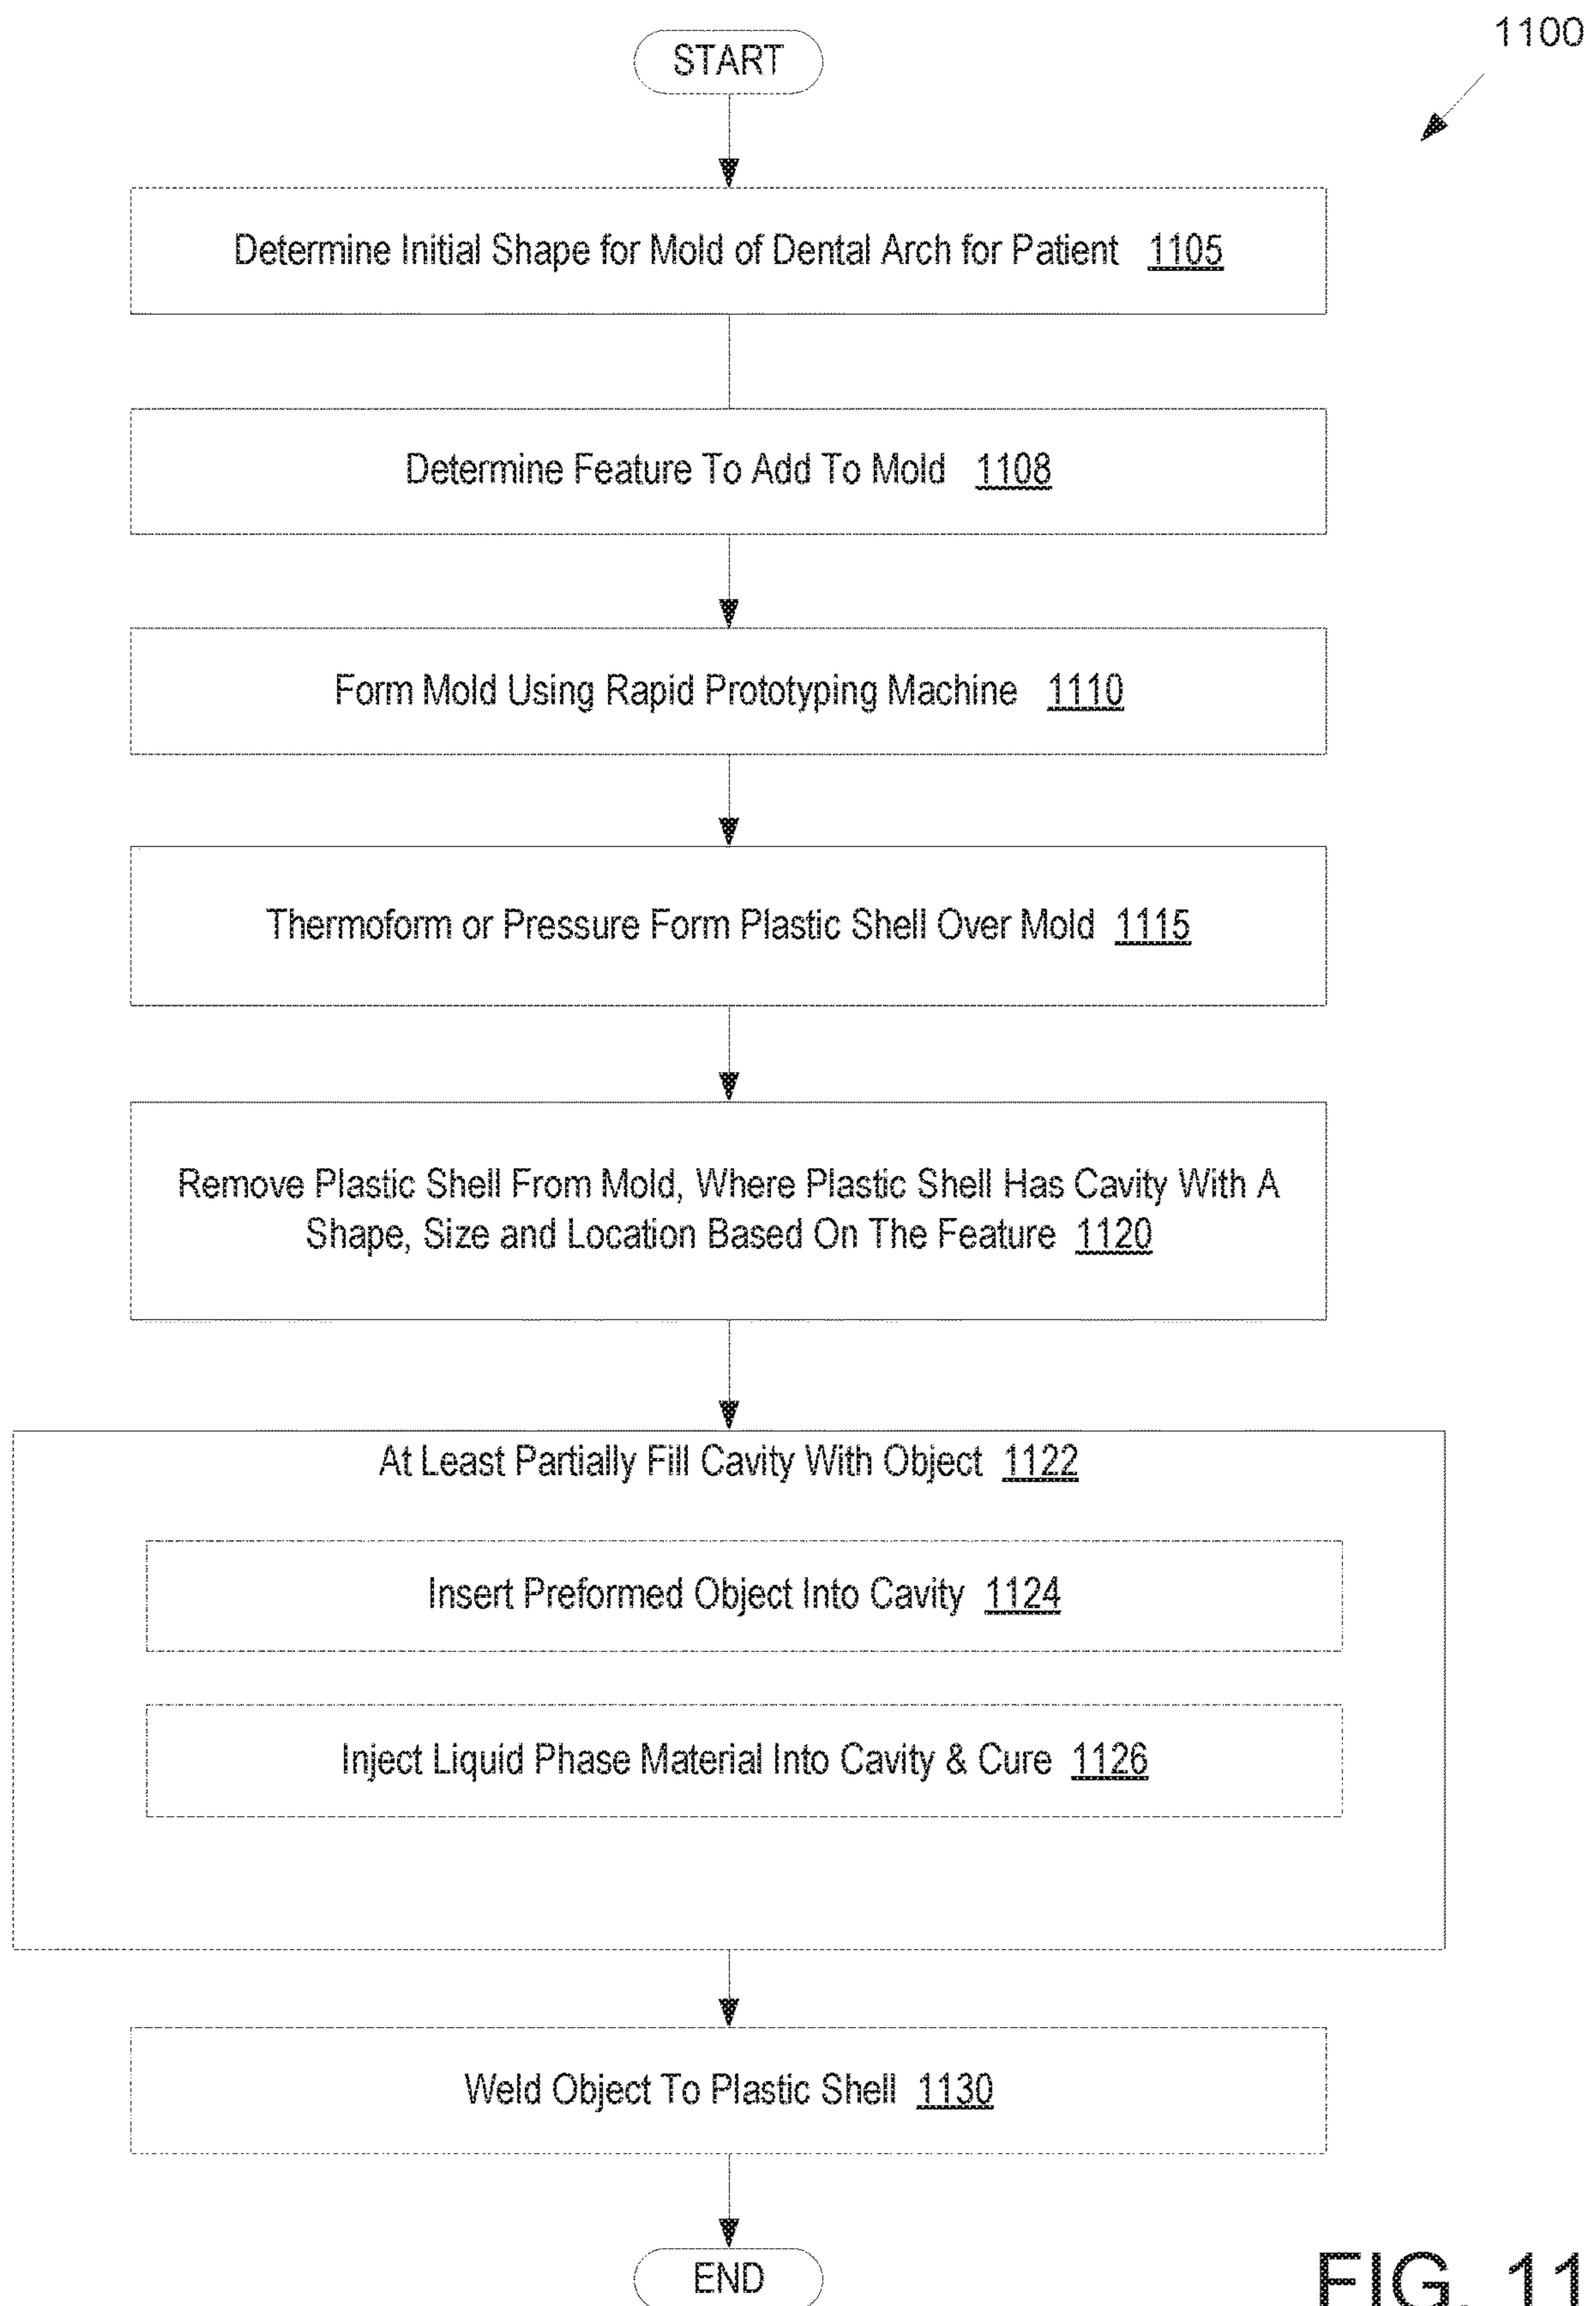 1100
START
Determine Initial Shape for Mold of Dental Arch for Patient 1105
Determine Feature To Add To Mold 1108
Form Mold Using Rapid Prototyping Machine 1110
Thermoform or Pressure Form Plastic Shell Over Mold 1115
Remove Plastic Shell From Mold, Where Plastic Shell Has Cavity With A
Shape, Size and Location Based On The Feature 1120
At Least Partially Fill Cavity With Object 1122
Insert Preformed Object Into Cavity 1124
Inject Liquid Phase Material Into Cavity & Cure 1126
Weld Object To Plastic Shell 1130
END
FIG. 11